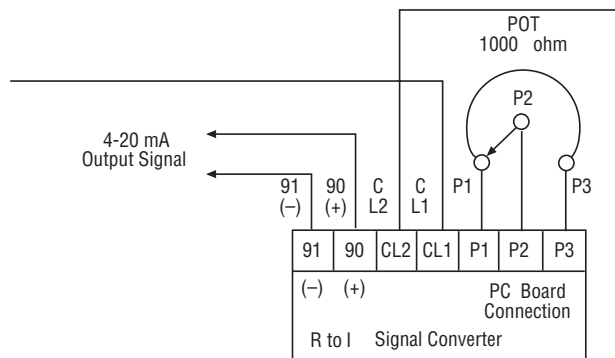 POT
1000 ohm
P2
4-20 mA
Output Signal
91
(–)
90
(+)
C
L2
C
L1
P1
P3
91
90
CL2
CL1
P1
P2
P3
(–)
(+)
PC Board
Connection
R to I Signal Converter